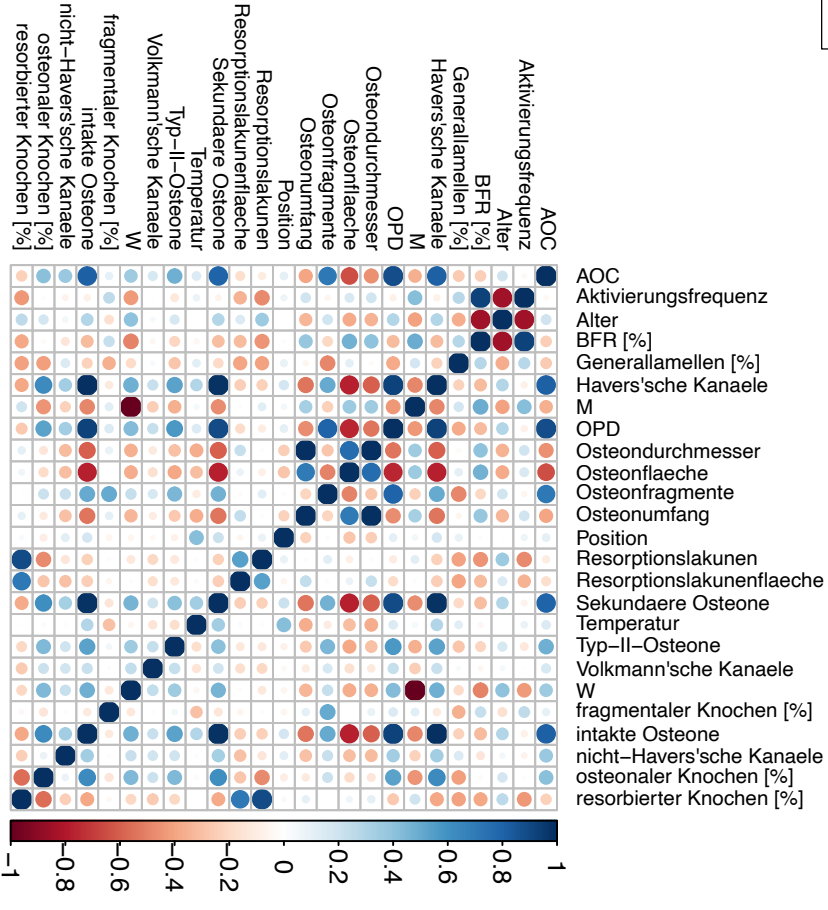 resorbierter Knochen [%]
osteonaler Knochen [%]
nicht−Havers'sche Kanaele
intakte Osteone
fragmentaler Knochen [%]
W
Volkmann'sche Kanaele
Typ−II−Osteone
Temperatur
Sekundaere Osteone
Resorptionslakunenflaeche
Resorptionslakunen
Position
Osteonumfang
Osteonfragmente
Osteonflaeche
Osteondurchmesser
OPD
M
Havers'sche Kanaele
Generallamellen [%]
BFR [%]
Alter
Aktivierungsfrequenz
AOC
AOC
Aktivierungsfrequenz
Alter
BFR [%]
Generallamellen [%]
Havers'sche Kanaele
M
OPD
Osteondurchmesser
Osteonflaeche
Osteonfragmente
Osteonumfang
Position
Resorptionslakunen
Resorptionslakunenflaeche
Sekundaere Osteone
Temperatur
Typ−II−Osteone
Volkmann'sche Kanaele
W
fragmentaler Knochen [%]
intakte Osteone
nicht−Havers'sche Kanaele
osteonaler Knochen [%]
resorbierter Knochen [%]
−1
−0.8
−0.6
−0.4
−0.2
0
0.2
0.4
0.6
0.8
1